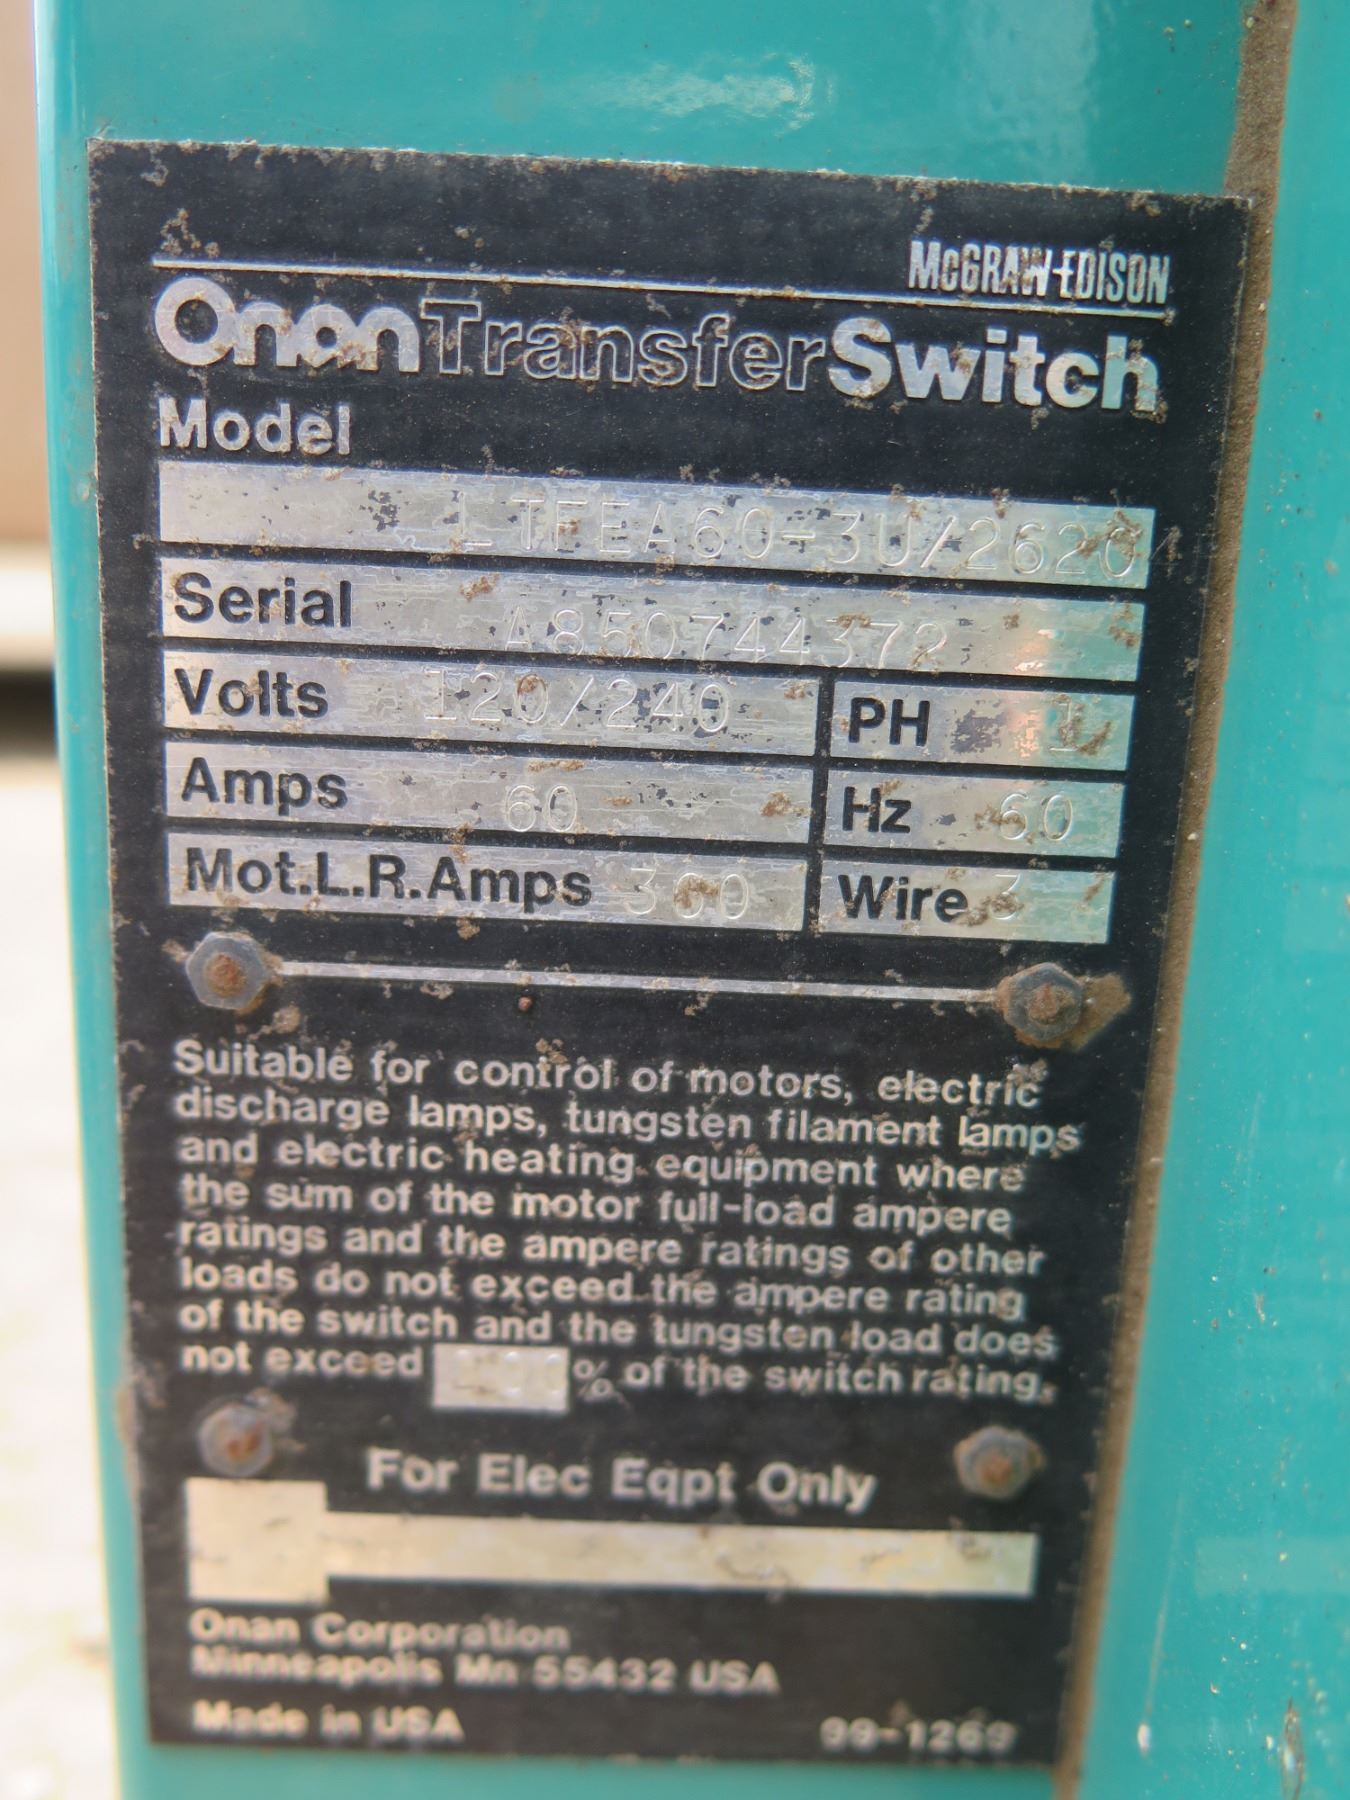 McGRAW-EDISON
Onan Transfer Switch
Model
LTFEA60-3U/2620
Serial A850744372
Volts 120/240 PH 1
Amps 60 Hz 60
Mot.L.R.Amps 300 Wire 3
Suitable for control of motors, electric
discharge lamps, tungsten filament lamps
and electric heating equipment where
the sum of the motor full-load ampere
ratings and the ampere ratings of other
loads do not exceed the ampere rating
of the switch and the tungsten load does
not exceed % of the switch rating.
For Elec Eqpt Only
Onan Corporation
Minneapolis Mn 55432 USA
Made in USA 99-1269